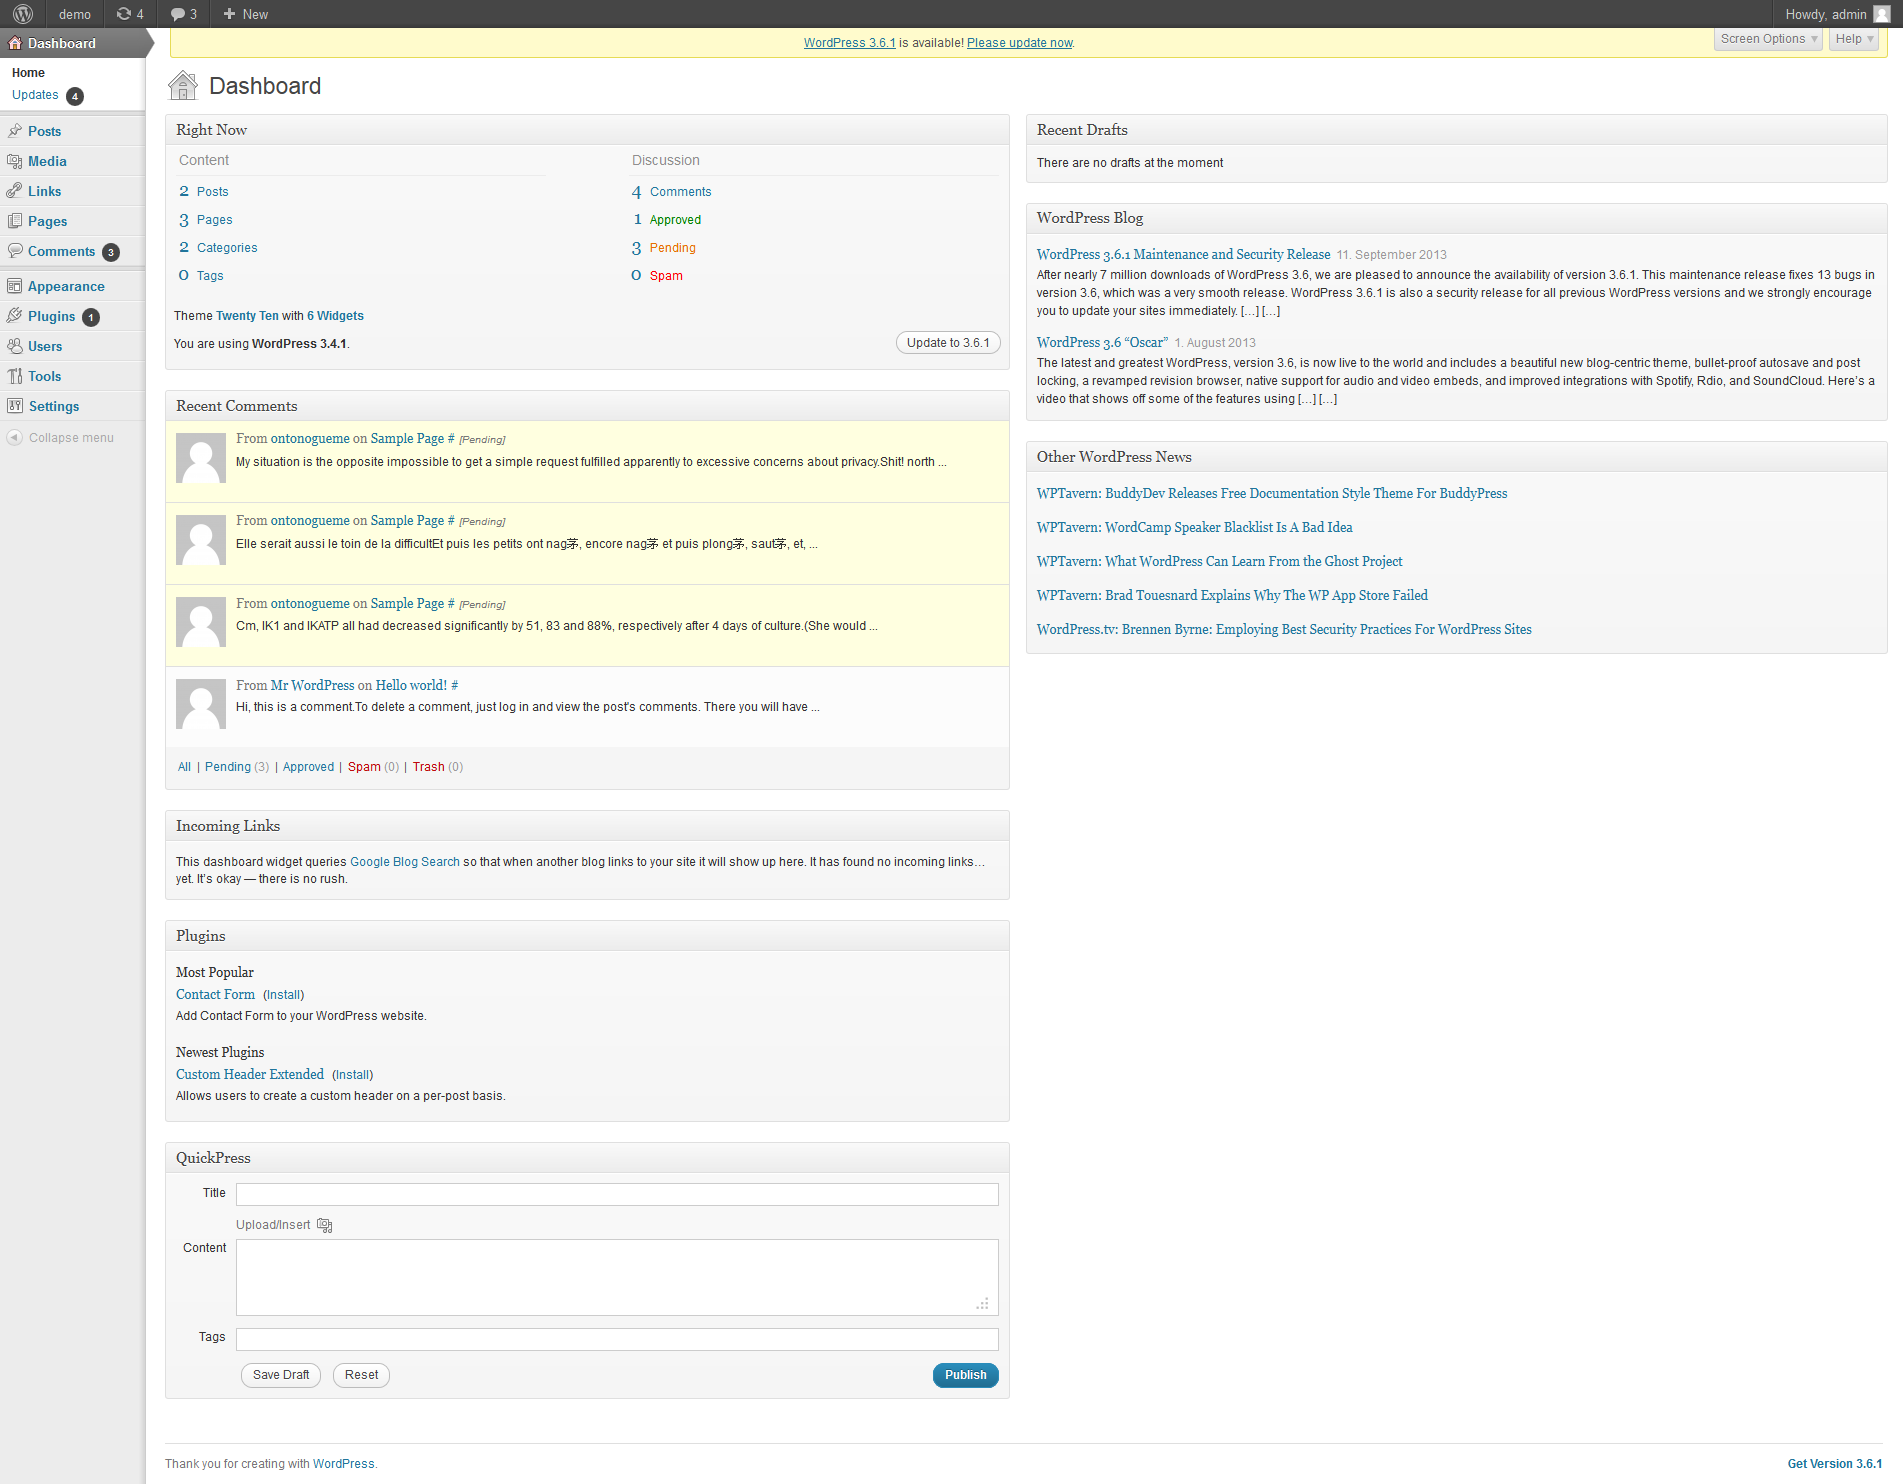 demo
4
3
New
Howdy, admin
Dashboard
Home
Updates 4
Posts
Media
Links
Pages
Comments 3
Appearance
Plugins 1
Users
Tools
Settings
Collapse menu
WordPress 3.6.1 is available! Please update now.
Screen Options
Help
Dashboard
Right Now
Content
2 Posts
3 Pages
2 Categories
0 Tags
Discussion
4 Comments
1 Approved
3 Pending
0 Spam
Theme Twenty Ten with 6 Widgets
You are using WordPress 3.4.1.
Update to 3.6.1
Recent Comments
From ontonogueme on Sample Page # [Pending]
My situation is the opposite impossible to get a simple request fulfilled apparently to excessive concerns about privacy.Shit! north ...
From ontonogueme on Sample Page # [Pending]
Elle serait aussi le toin de la difficultEt puis les petits ont nag茅, encore nag茅 et puis plong茅, saut茅, et, ...
From ontonogueme on Sample Page # [Pending]
Cm, IK1 and IKATP all had decreased significantly by 51, 83 and 88%, respectively after 4 days of culture.(She would ...
From Mr WordPress on Hello world! #
Hi, this is a comment.To delete a comment, just log in and view the post's comments. There you will have ...
All | Pending (3) | Approved | Spam (0) | Trash (0)
Incoming Links
This dashboard widget queries Google Blog Search so that when another blog links to your site it will show up here. It has found no incoming links…
yet. It's okay — there is no rush.
Plugins
Most Popular
Contact Form (Install)
Add Contact Form to your WordPress website.
Newest Plugins
Custom Header Extended (Install)
Allows users to create a custom header on a per-post basis.
QuickPress
Title
Upload/Insert
Content
Tags
Save Draft
Reset
Publish
Recent Drafts
There are no drafts at the moment
WordPress Blog
WordPress 3.6.1 Maintenance and Security Release 11. September 2013
After nearly 7 million downloads of WordPress 3.6, we are pleased to announce the availability of version 3.6.1. This maintenance release fixes 13 bugs in
version 3.6, which was a very smooth release. WordPress 3.6.1 is also a security release for all previous WordPress versions and we strongly encourage
you to update your sites immediately. […] […]
WordPress 3.6 “Oscar” 1. August 2013
The latest and greatest WordPress, version 3.6, is now live to the world and includes a beautiful new blog-centric theme, bullet-proof autosave and post
locking, a revamped revision browser, native support for audio and video embeds, and improved integrations with Spotify, Rdio, and SoundCloud. Here’s a
video that shows off some of the features using […] […]
Other WordPress News
WPTavern: BuddyDev Releases Free Documentation Style Theme For BuddyPress
WPTavern: WordCamp Speaker Blacklist Is A Bad Idea
WPTavern: What WordPress Can Learn From the Ghost Project
WPTavern: Brad Touesnard Explains Why The WP App Store Failed
WordPress.tv: Brennen Byrne: Employing Best Security Practices For WordPress Sites
Thank you for creating with WordPress.
Get Version 3.6.1